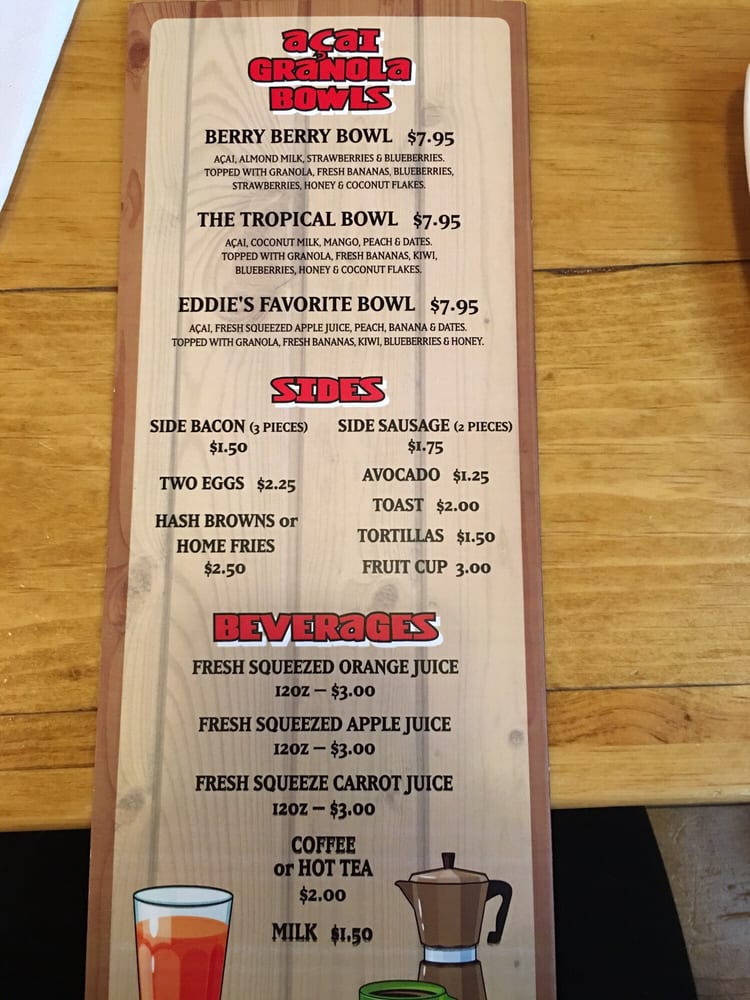 açaı
GRaNOLa
BOWLS
BERRY BERRY BOWL $7.95
AÇAI, ALMOND MILK, STRAWBERRIES & BLUEBERRIES.
TOPPED WITH GRANOLA, FRESH BANANAS, BLUEBERRIES,
STRAWBERRIES, HONEY & COCONUT FLAKES.
THE TROPICAL BOWL $7.95
AÇAI, COCONUT MILK, MANGO, PEACH & DATES.
TOPPED WITH GRANOLA, FRESH BANANAS, KIWI,
BLUEBERRIES, HONEY & COCONUT FLAKES.
EDDIE'S FAVORITE BOWL $7.95
AÇAI, FRESH SQUEEZED APPLE JUICE, PEACH, BANANA & DATES.
TOPPED WITH GRANOLA, FRESH BANANAS, KIWI, BLUEBERRIES & HONEY.
SIDES
SIDE BACON (3 PIECES)
$1.50
TWO EGGS $2.25
HASH BROWNS or
HOME FRIES
$2.50
SIDE SAUSAGE (2 PIECES)
$1.75
AVOCADO $1.25
TOAST $2.00
TORTILLAS $1.50
FRUIT CUP 3.00
BEVERaGES
FRESH SQUEEZED ORANGE JUICE
12OZ – $3.00
FRESH SQUEEZED APPLE JUICE
12OZ – $3.00
FRESH SQUEEZE CARROT JUICE
12OZ – $3.00
COFFEE
or HOT TEA
$2.00
MILK $1.50